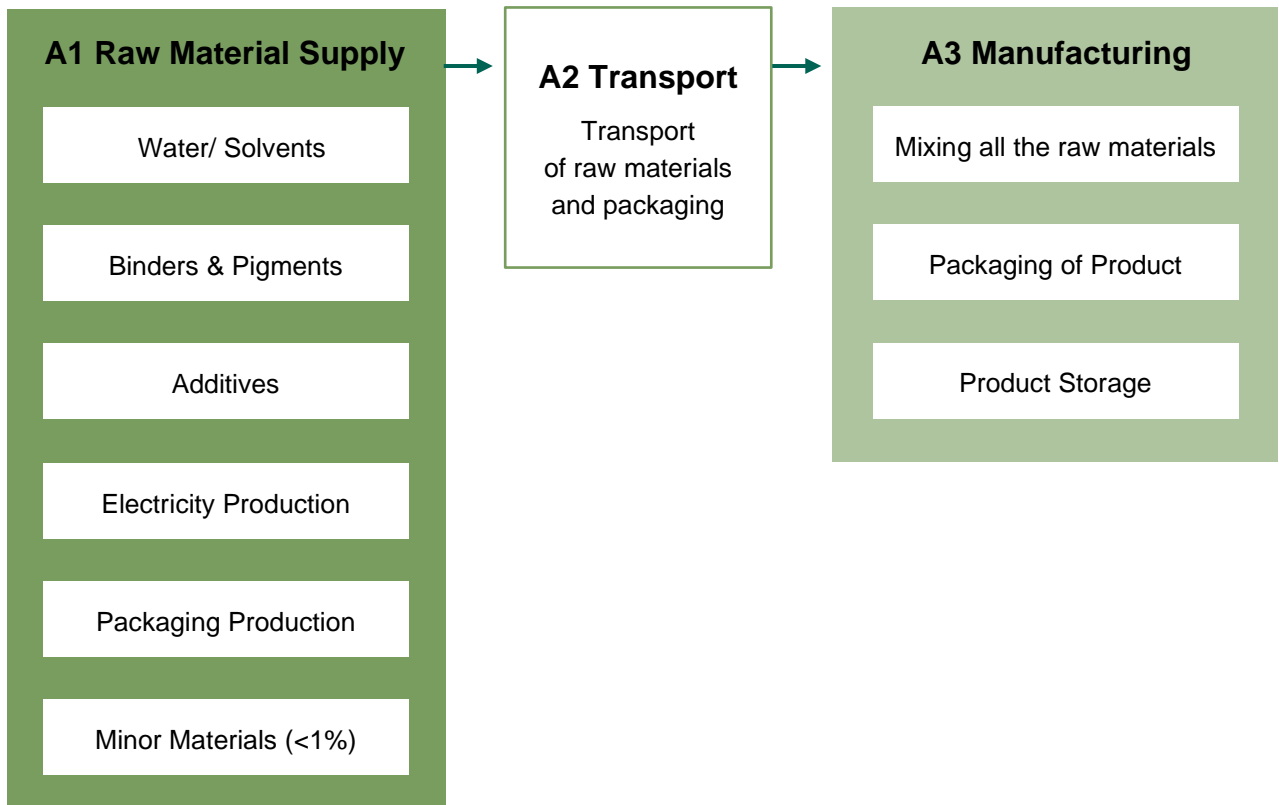 A1 Raw Material Supply
Water/ Solvents
Binders & Pigments
Additives
Electricity Production
Packaging Production
Minor Materials (<1%)
A2 Transport
Transport
of raw materials
and packaging
A3 Manufacturing
Mixing all the raw materials
Packaging of Product
Product Storage